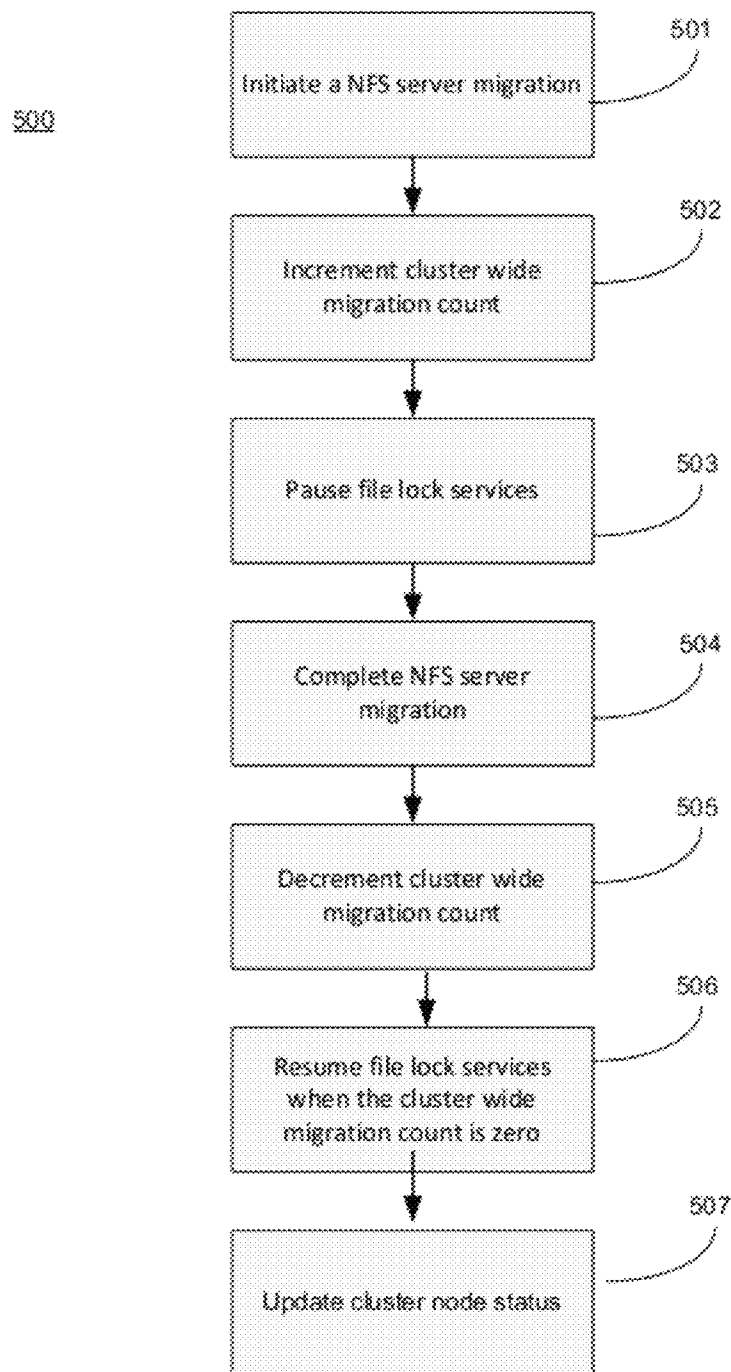 501
Initiate a NFS server migration
500
502
Increment cluster wide
migration count
503
Pause file lock services
504
Complete NFS server
migration
505
Decrement cluster wide
migration count
506
Resume file lock services
when the cluster wide
migration count is zero
507
Update cluster node status